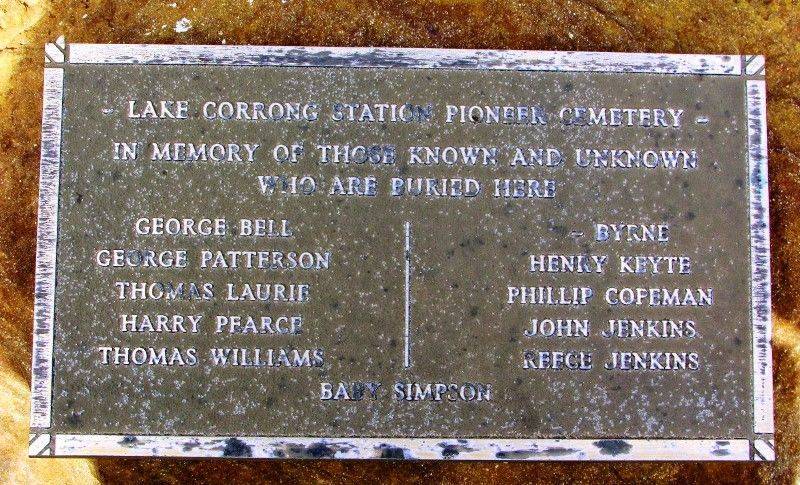 - LAKE CORRONG STATION PIONEER CEMETERY -
IN MEMORY OF THOSE KNOWN AND UNKNOWN
WHO ARE BURIED HERE
GEORGE BELL
GEORGE PATTERSON
THOMAS LAURIE
HARRY PEARCE
THOMAS WILLIAMS
- BYRNE
HENRY KEYTE
PHILLIP COFEMAN
JOHN JENKINS
REECE JENKINS
BABY SIMPSON